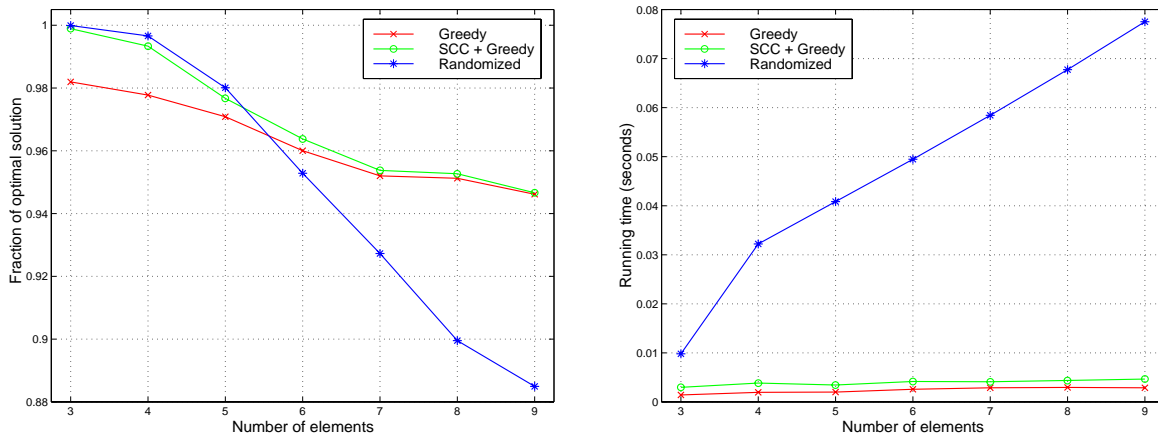 1
0.98
0.96
0.94
0.92
0.9
0.88
Fraction of optimal solution
Greedy
SCC + Greedy
Randomized
3 4 5 6 7 8 9
Number of elements
0.08
0.07
0.06
0.05
0.04
0.03
0.02
0.01
0
Running time (seconds)
Greedy
SCC + Greedy
Randomized
3 4 5 6 7 8 9
Number of elements